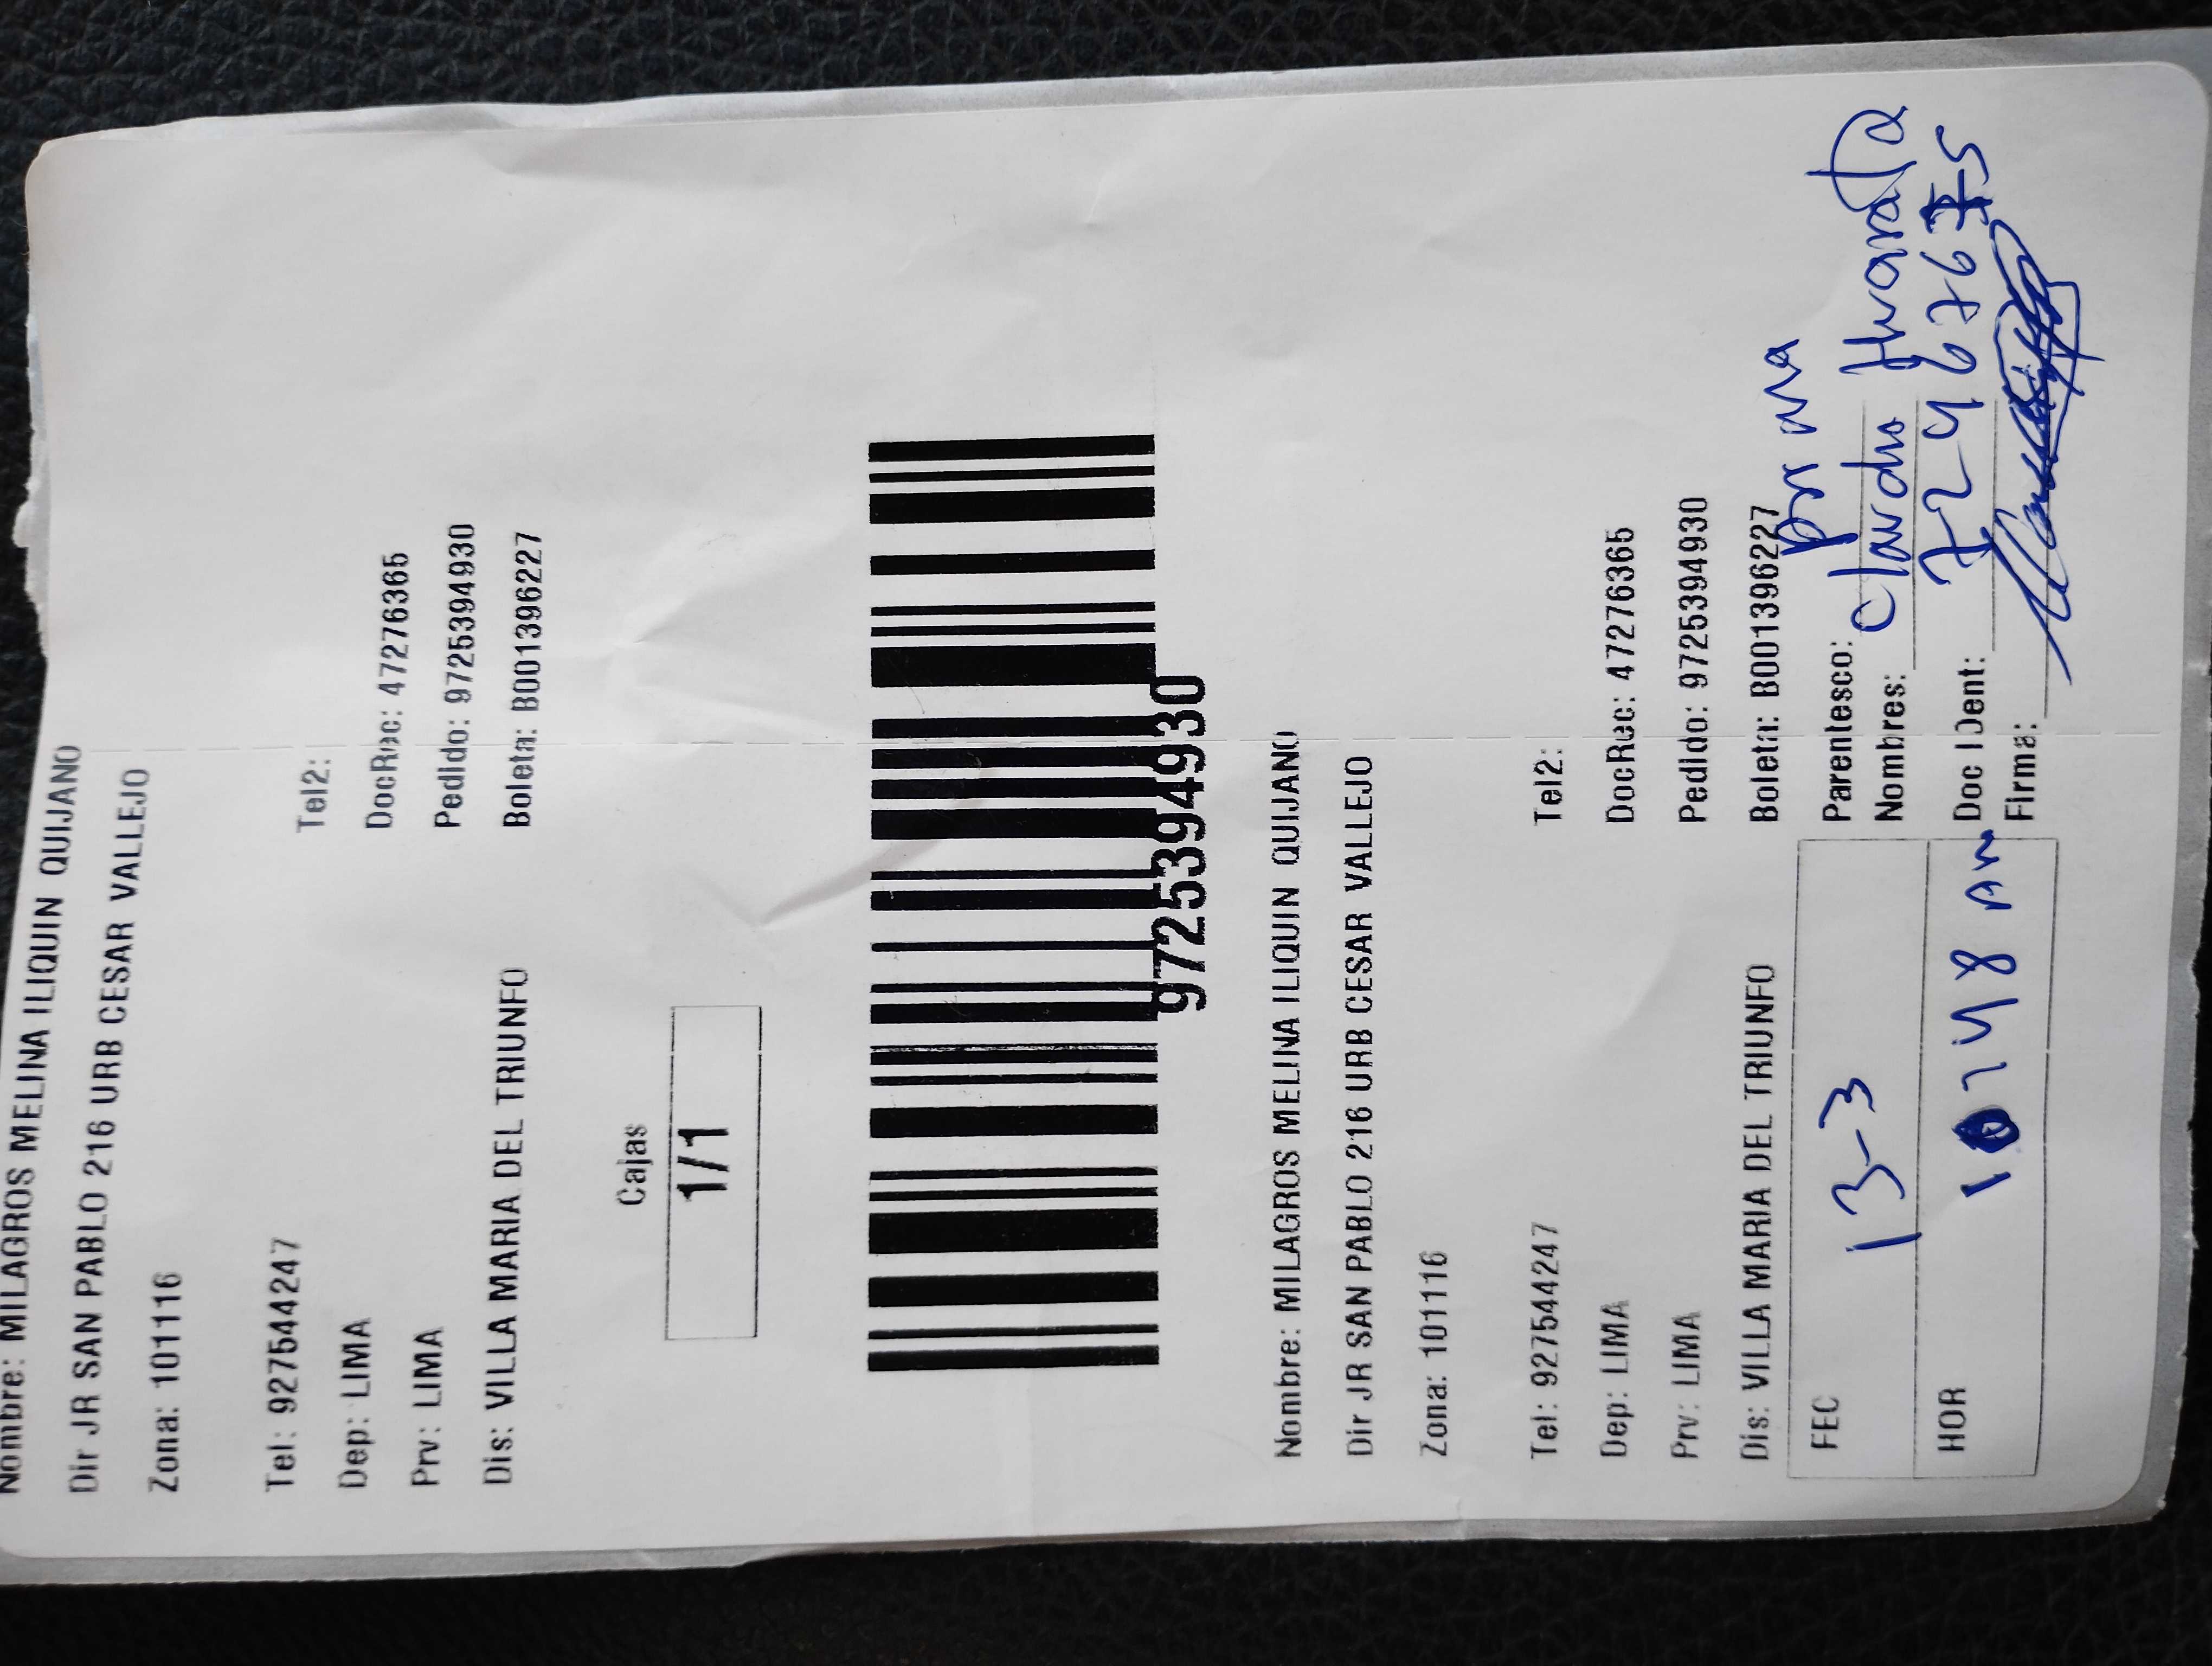 Nombre: MILAGROS MELINA ILIQUIN QUIJANO
Dir JR SAN PABLO 216 URB CESAR VALLEJO
Zona: 101116
Tel: 927544247 Tel2:
Dep: LIMA DocRec: 47276365
Prv: LIMA Pedido: 972539494930
Dis: VILLA MARIA DEL TRIUNFO Boleta: B001396227
Cajas
1/1
972539494930
Nombre: MILAGROS MELINA ILIQUIN QUIJANO
Dir JR SAN PABLO 216 URB CESAR VALLEJO
Zona: 101116
Tel: 927544247 Tel2:
Dep: LIMA DocRec: 47276365
Prv: LIMA Pedido: 972539494930
Dis: VILLA MARIA DEL TRIUNFO Boleta: B001396227
FEC 13-3 Parentesco: prima
Nombres:
HOR 10:48 AM Doc IDent:
Firma: